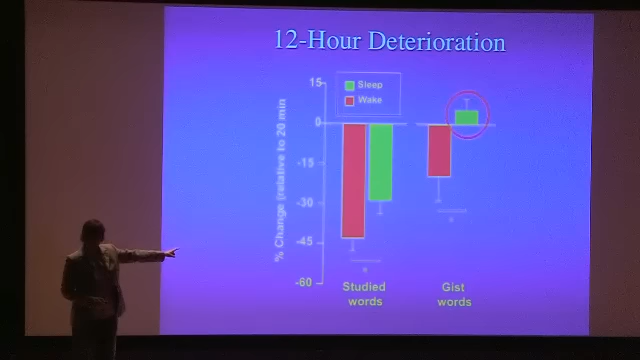 12-Hour Deterioration
Sleep
Wake
% Change (relative to 20 min
15
0
-15
-30
-45
-60
*
*
Studied
words
Gist
words